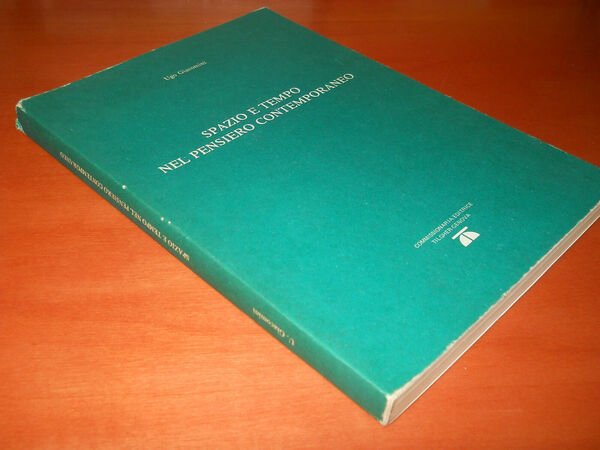 Ugo Giacomini
SPAZIO E TEMPO
NEL PENSIERO CONTEMPORANEO
COMMISSIONARIA EDITRICE
TILGHER-GENOVA
U. Giacomini
SPAZIO E TEMPO NEL PENSIERO CONTEMPORANEO